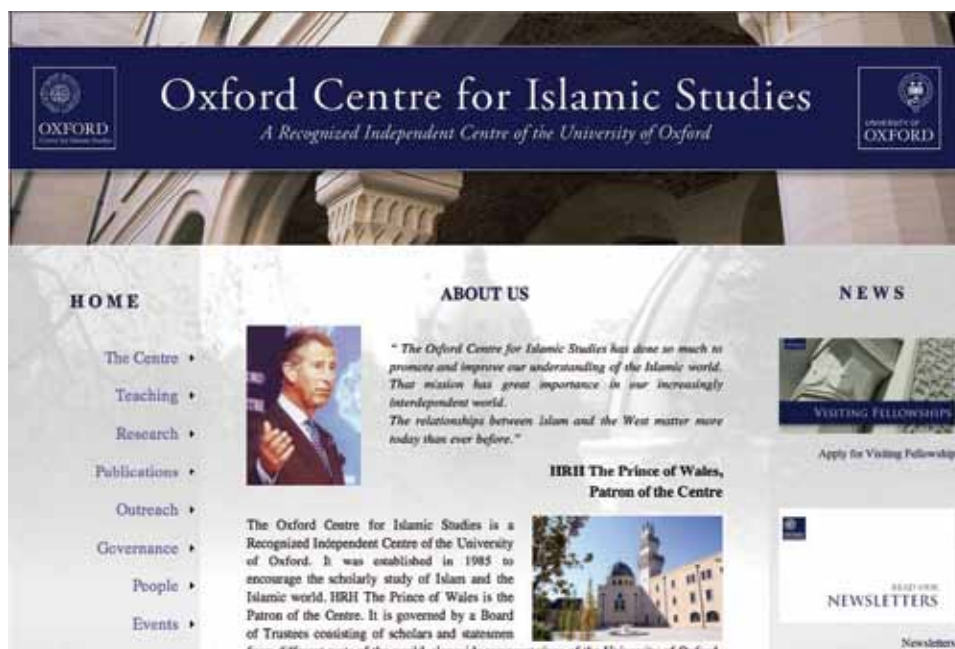 OXFORD
Centre for Islamic Studies
Oxford Centre for Islamic Studies
A Recognized Independent Centre of the University of Oxford
UNIVERSITY OF
OXFORD
HOME
The Centre
Teaching
Research
Publications
Outreach
Governance
People
Events
ABOUT US
“ The Oxford Centre for Islamic Studies has done so much to
promote and improve our understanding of the Islamic world.
That mission has great importance in our increasingly
interdependent world.
The relationships between islam and the West matter more
today than ever before.”
HRH The Prince of Wales,
Patron of the Centre
The Oxford Centre for Islamic Studies is a
Recognized Independent Centre of the University
of Oxford. It was established in 1985 to
encourage the scholarly study of Islam and the
Islamic world. HRH The Prince of Wales is the
Patron of the Centre. It is governed by a Board
of Trustees consisting of scholars and statesmen
NEWS
VISITING FELLOWSHIPS
Apply for Visiting Fellowship
READ OUR
NEWSLETTERS
Newsletters